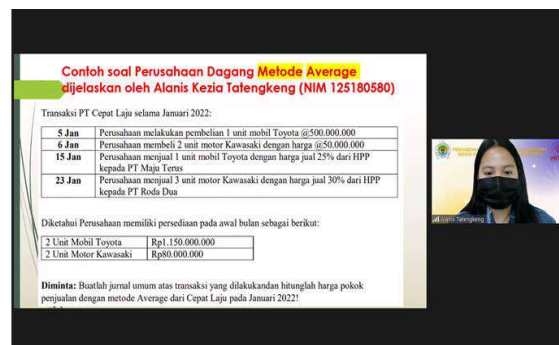 Contoh soal Perusahaan Dagang Metode Average
dijelaskan oleh Alanis Kezia Tatengkeng (NIM 125180580)
Transaksi PT Cepat Laju selama Januari 2022:
5 Jan Perusahaan melakukan pembelian 1 unit mobil Toyota @500.000.000
6 Jan Perusahaan membeli 2 unit motor Kawasaki dengan harga @50.000.000
15 Jan Perusahaan menjual 1 unit mobil Toyota dengan harga jual 25% dari HPP
kepada PT Maju Terus
23 Jan Perusahaan menjual 3 unit motor Kawasaki dengan harga jual 30% dari HPP
kepada PT Roda Dua
Diketahui Perusahaan memiliki persediaan pada awal bulan sebagai berikut:
2 Unit Mobil Toyota Rp1.150.000.000
2 Unit Motor Kawasaki Rp80.000.000
Diminta: Buatlah jurnal umum atas transaksi yang dilakukandan hitunglah harga pokok
penjualan dengan metode Average dari Cepat Laju pada Januari 2022!
Alanis Tatengkeng